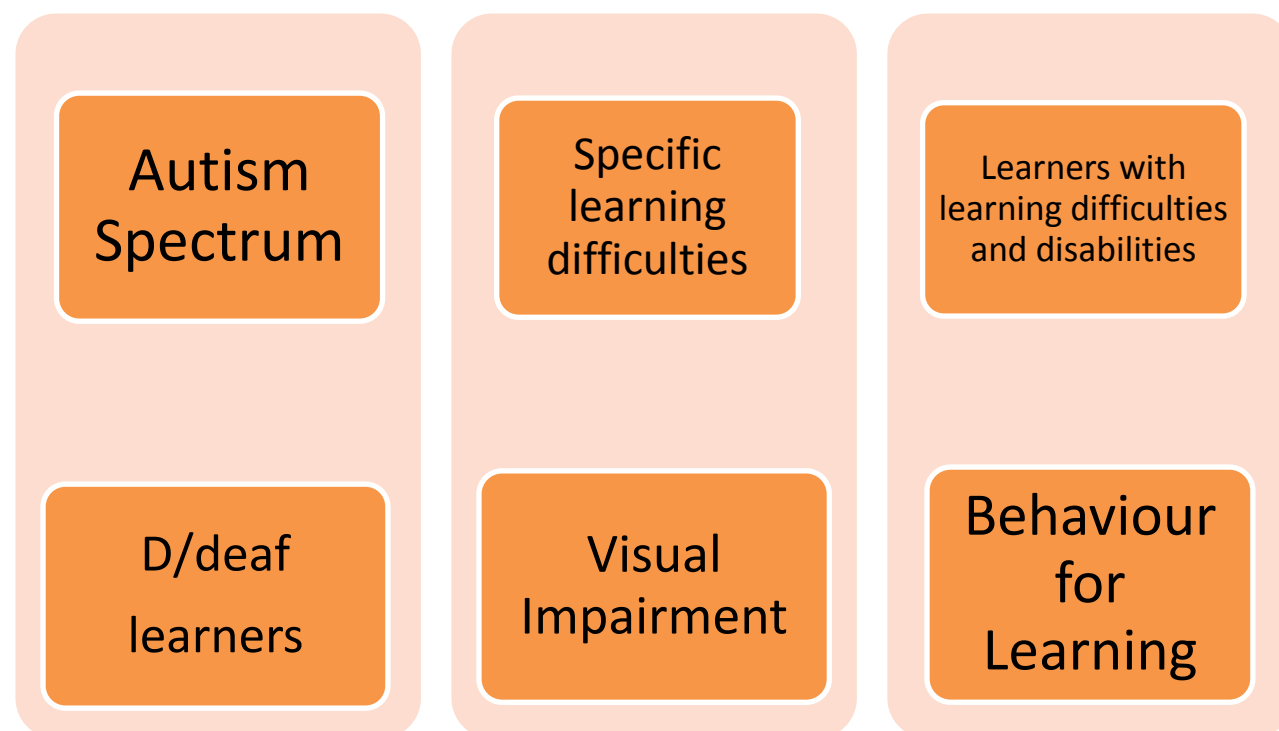 Autism
Spectrum
Specific
learning
difficulties
Learners with
learning difficulties
and disabilities
D/deaf
learners
Visual
Impairment
Behaviour
for
Learning